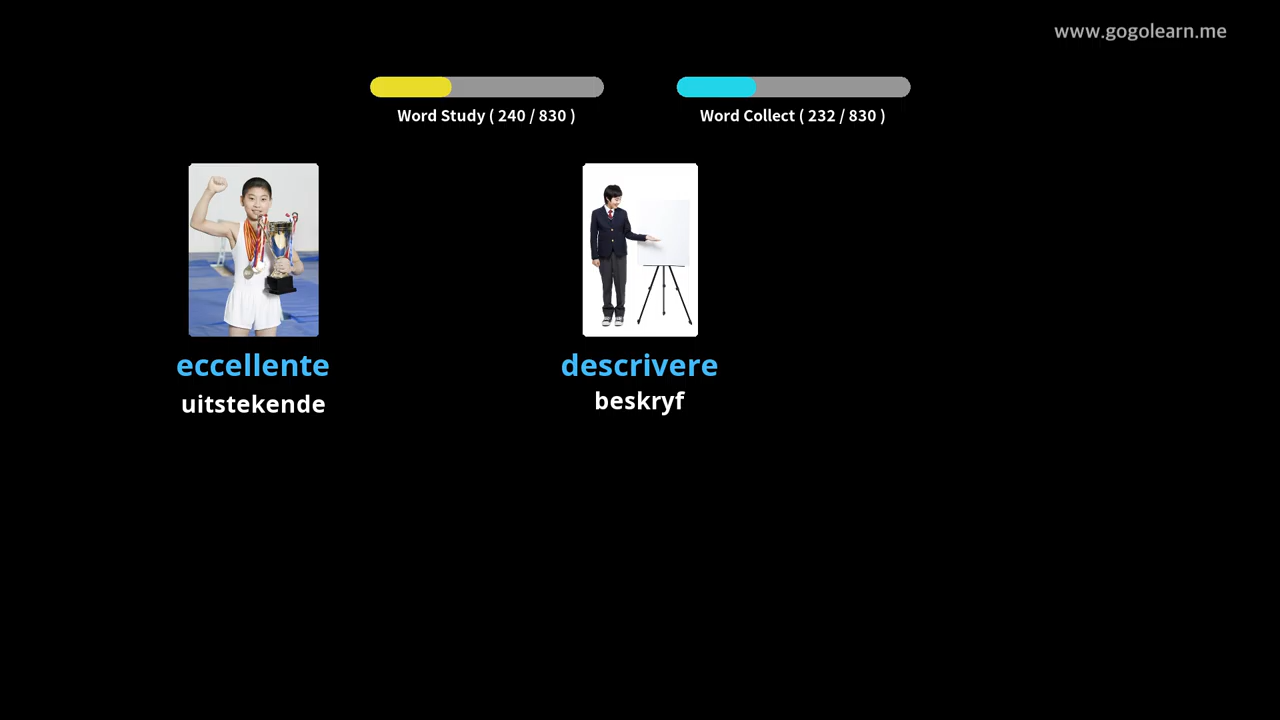 www.gogolearn.me
Word Study ( 240 / 830 )
Word Collect ( 232 / 830 )
eccellente
uitstekende
descrivere
beskryf